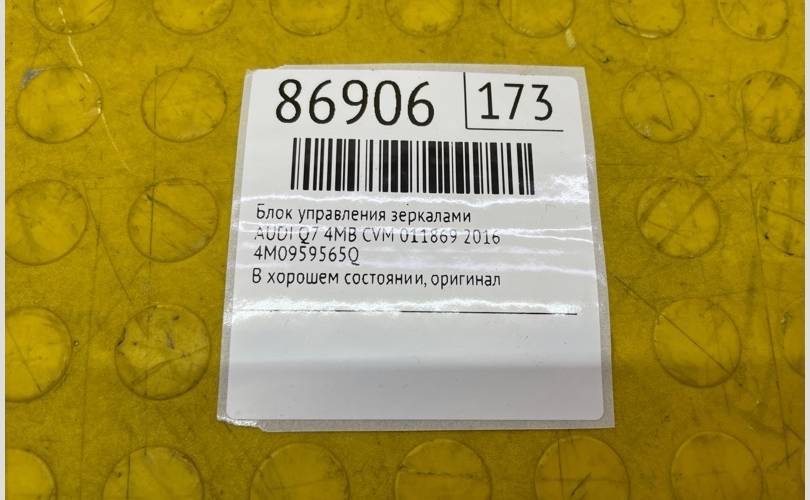 86906 173
Блок управления зеркалами
AUDI Q7 4MB CVM 011869 2016
4M0959565Q
В хорошем состоянии, оригинал